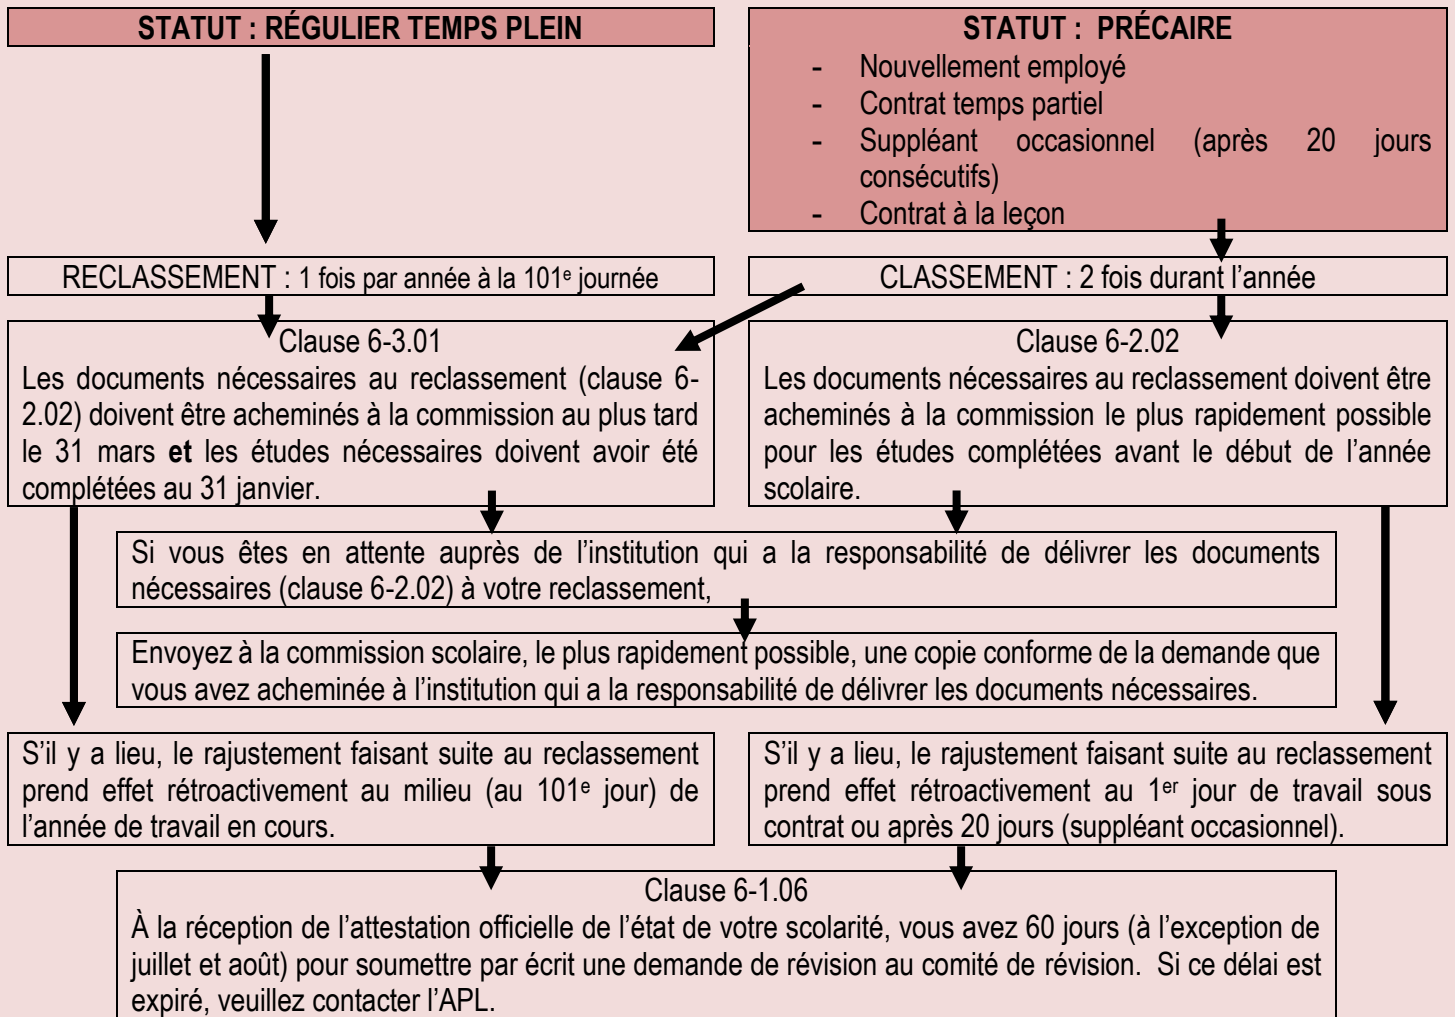 STATUT : RÉGULIER TEMPS PLEIN
STATUT : PRÉCAIRE
- Nouvellement employé
- Contrat temps partiel
- Suppléant occasionnel (après 20 jours
consécutifs)
- Contrat à la leçon
RECLASSEMENT : 1 fois par année à la 101e journée
CLASSEMENT : 2 fois durant l’année
Clause 6-3.01
Les documents nécessaires au reclassement (clause 6-
2.02) doivent être acheminés à la commission au plus tard
le 31 mars et les études nécessaires doivent avoir été
complétées au 31 janvier.
Clause 6-2.02
Les documents nécessaires au reclassement doivent être
acheminés à la commission le plus rapidement possible
pour les études complétées avant le début de l’année
scolaire.
Si vous êtes en attente auprès de l’institution qui a la responsabilité de délivrer les documents
nécessaires (clause 6-2.02) à votre reclassement,
Envoyez à la commission scolaire, le plus rapidement possible, une copie conforme de la demande que
vous avez acheminée à l’institution qui a la responsabilité de délivrer les documents nécessaires.
S’il y a lieu, le rajustement faisant suite au reclassement
prend effet rétroactivement au milieu (au 101e jour) de
l’année de travail en cours.
S’il y a lieu, le rajustement faisant suite au reclassement
prend effet rétroactivement au 1er jour de travail sous
contrat ou après 20 jours (suppléant occasionnel).
Clause 6-1.06
À la réception de l’attestation officielle de l’état de votre scolarité, vous avez 60 jours (à l’exception de
juillet et août) pour soumettre par écrit une demande de révision au comité de révision. Si ce délai est
expiré, veuillez contacter l’APL.